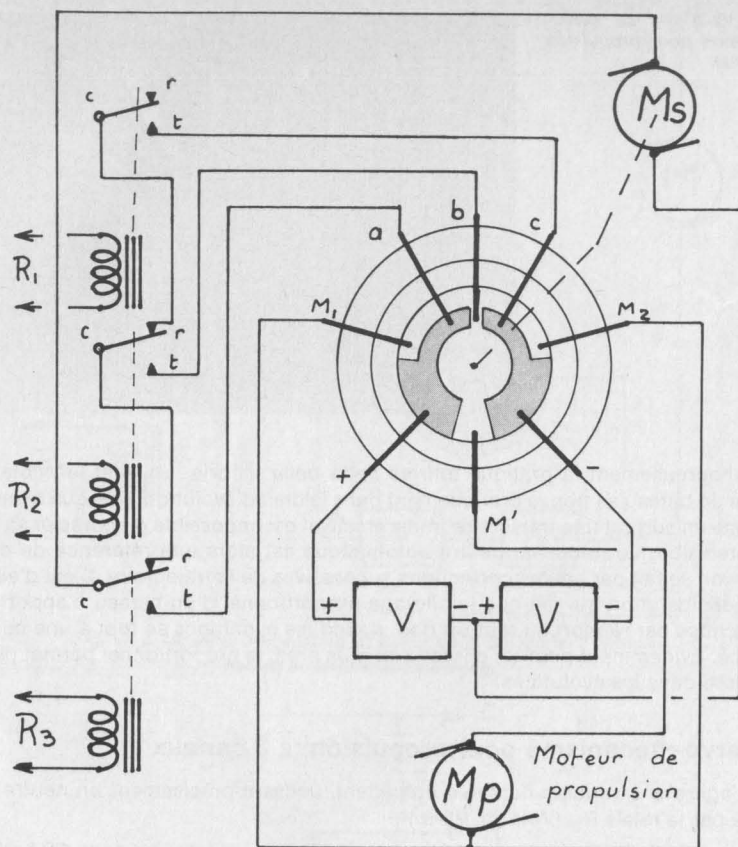 Ms
c r
t
b
a c
R1
M1 M2
c r
t
+ -
R2
M
c r
t
+ V - + V -
R3
Mp
Moteur de
propulsion